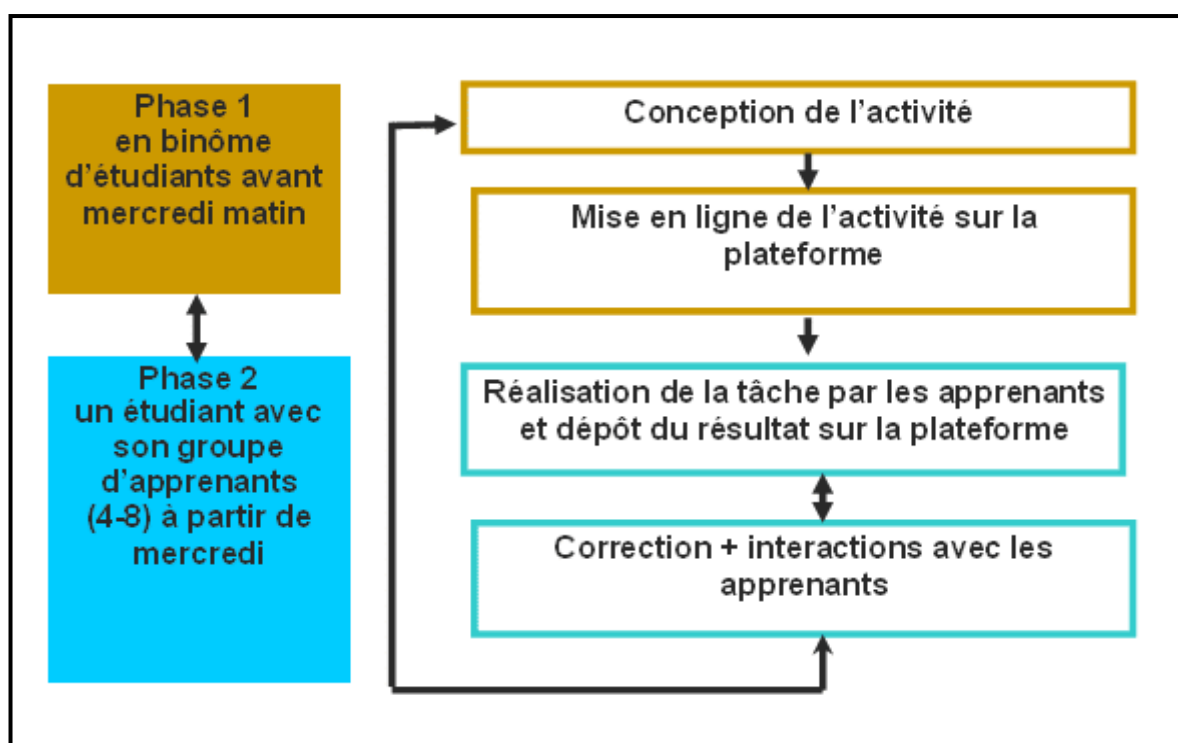 Phase 1
en binôme
d'étudiants avant
mercredi matin
Phase 2
un étudiant avec
son groupe
d'apprenants
(4-8) à partir de
mercredi
Conception de l'activité
Mise en ligne de l'activité sur la
plateforme
Réalisation de la tâche par les apprenants
et dépôt du résultat sur la plateforme
Correction + interactions avec les
apprenants